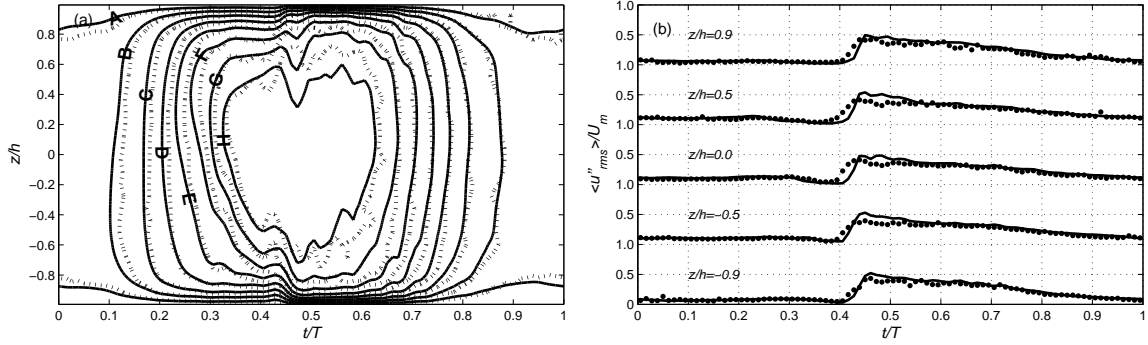 (a)
A
B
C
D
E
F
G
H
0.8
0.6
0.4
0.2
0
−0.2
−0.4
−0.6
−0.8
z/h
0 0.1 0.2 0.3 0.4 0.5 0.6 0.7 0.8 0.9 1
t/T
(b)
1.0
0.5
1.0
0.5
1.0
0.5
1.0
0.5
1.0
0.5
0
<u"rms>/Um
z/h=0.9
z/h=0.5
z/h=0.0
z/h=−0.5
z/h=−0.9
0 0.1 0.2 0.3 0.4 0.5 0.6 0.7 0.8 0.9 1
t/T